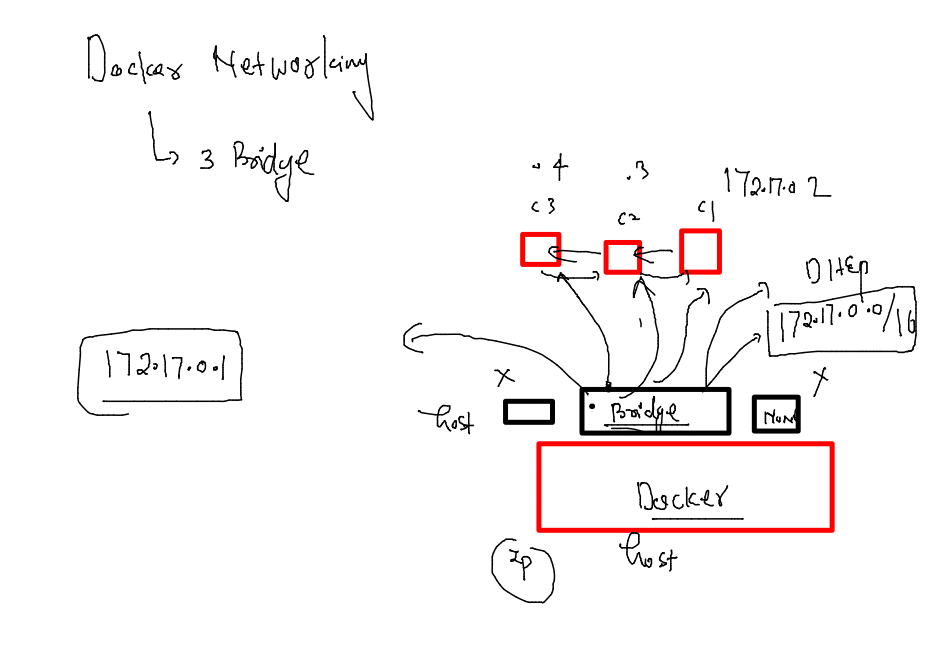 Docker Networking
3 Bridge
.4
.3
172.17.0 2
c3
c2
c1
DHCP
172.17.0.0/16
172.17.0.1
X
X
host
Bridge
NON
Docker
host
IP